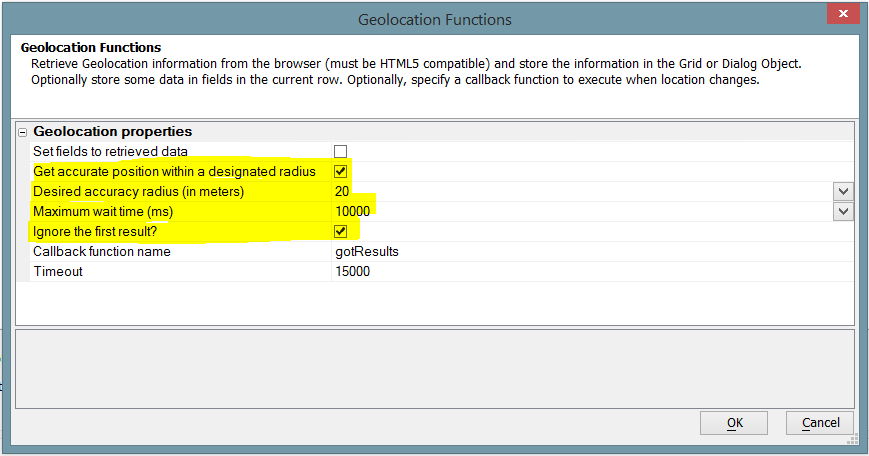 Geolocation Functions
Geolocation Functions
Retrieve Geolocation information from the browser (must be HTML5 compatible) and store the information in the Grid or Dialog Object.
Optionally store some data in fields in the current row. Optionally, specify a callback function to execute when location changes.
Geolocation properties
Set fields to retrieved data
Get accurate position within a designated radius
Desired accuracy radius (in meters) 20
Maximum wait time (ms) 10000
Ignore the first result?
Callback function name gotResults
Timeout 15000
OK Cancel